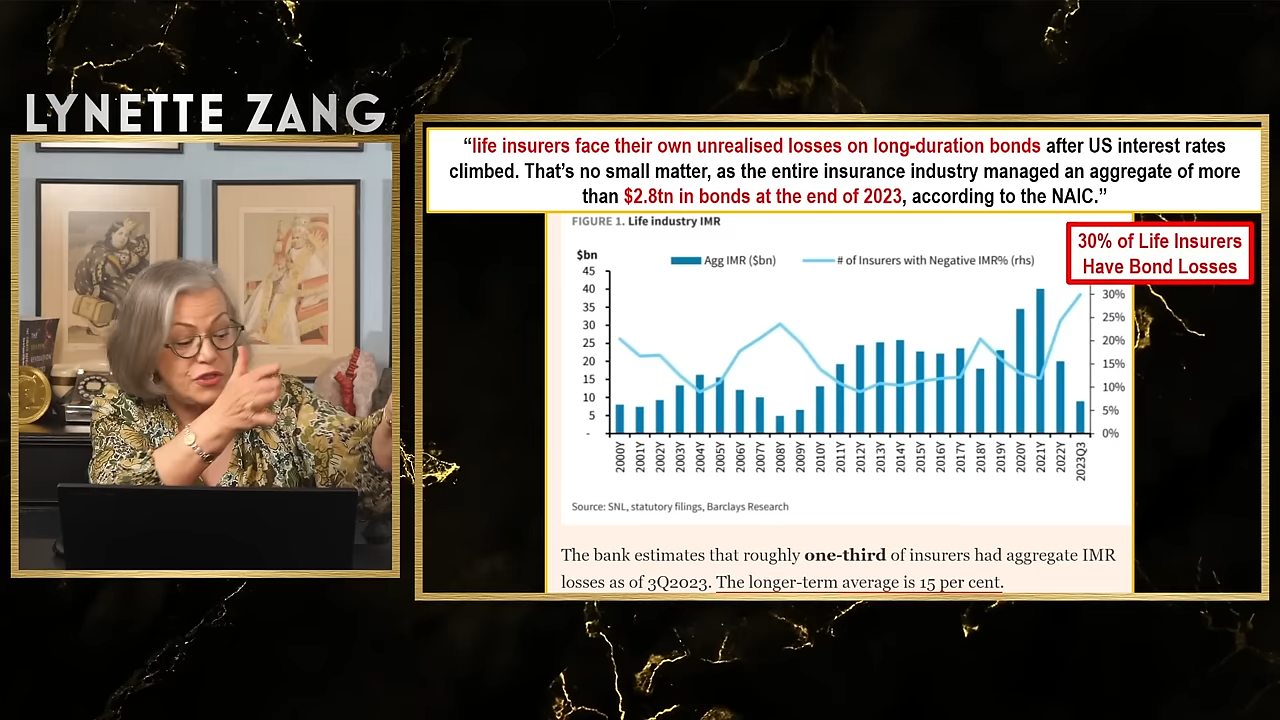 LYNETTE ZANG
“life insurers face their own unrealised losses on long-duration bonds after US interest rates
climbed. That’s no small matter, as the entire insurance industry managed an aggregate of more
than $2.8tn in bonds at the end of 2023, according to the NAIC.”
FIGURE 1. Life industry IMR
30% of Life Insurers
Have Bond Losses
$bn
Agg IMR ($bn)
# of Insurers with Negative IMR% (rhs)
45
40
35
30
25
20
15
10
5
-
30%
25%
20%
15%
10%
5%
0%
2000Y
2001Y
2002Y
2003Y
2004Y
2005Y
2006Y
2007Y
2008Y
2009Y
2010Y
2011Y
2012Y
2013Y
2014Y
2015Y
2016Y
2017Y
2018Y
2019Y
2020Y
2021Y
2022Y
2023Q3
Source: SNL, statutory filings, Barclays Research
The bank estimates that roughly one-third of insurers had aggregate IMR
losses as of 3Q2023. The longer-term average is 15 per cent.